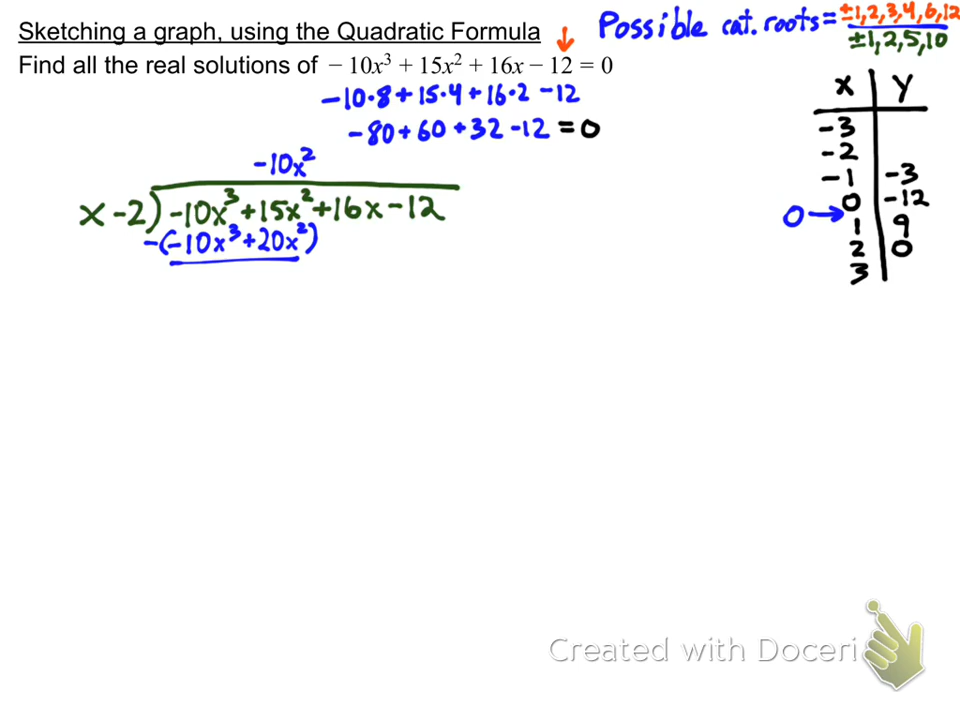 Sketching a graph, using the Quadratic Formula
Possible rat. roots = ±1,2,3,4,6,12
±1,2,5,10
Find all the real solutions of − 10x³ + 15x² + 16x − 12 = 0
-10·8 + 15·4 + 16·2 - 12
-80 + 60 + 32 - 12 = 0
x y
-3
-2
-1 -3
0 -12
0 → 1 9
2 0
3
-10x²
x - 2) -10x³ + 15x² + 16x - 12
-(-10x³ + 20x²)
Created with Doceri